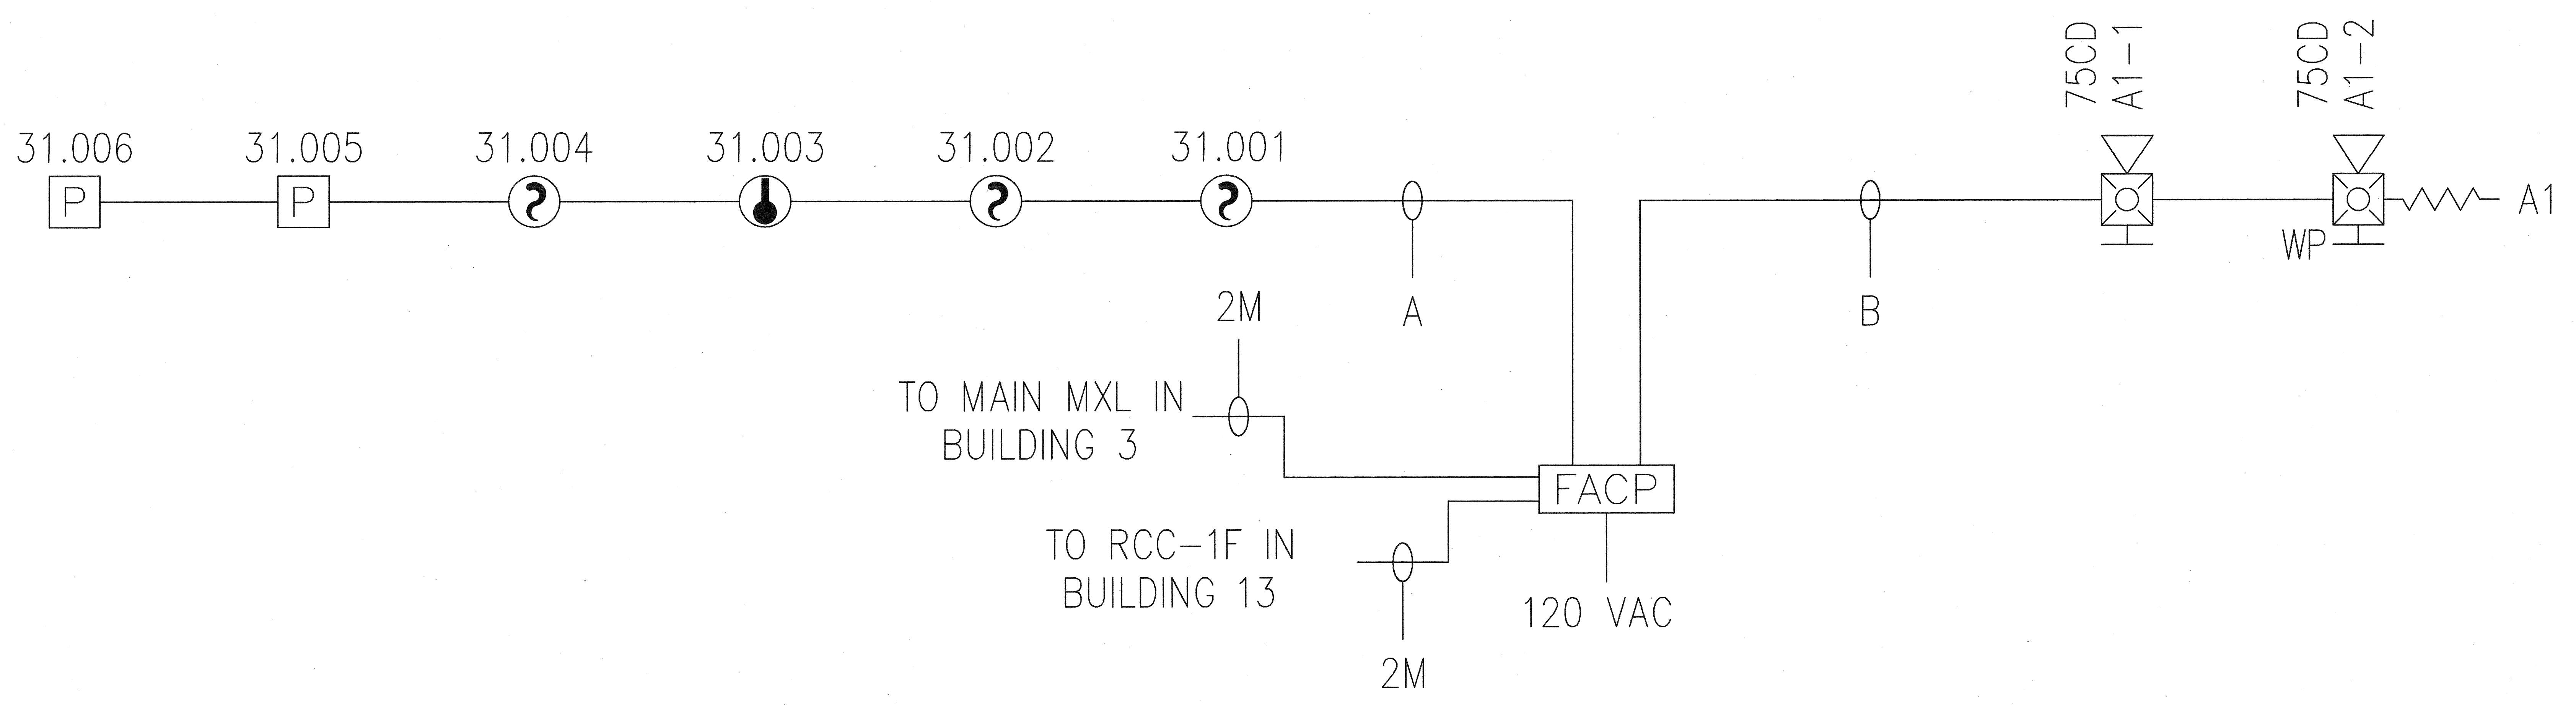 75CD
A1-1
75CD
A1-2
31.006
31.005
31.004
31.003
31.002
31.001
P
P
A1
WP
2M
A
B
TO MAIN MXL IN
BUILDING 3
FACP
TO RCC-1F IN
BUILDING 13
120 VAC
2M